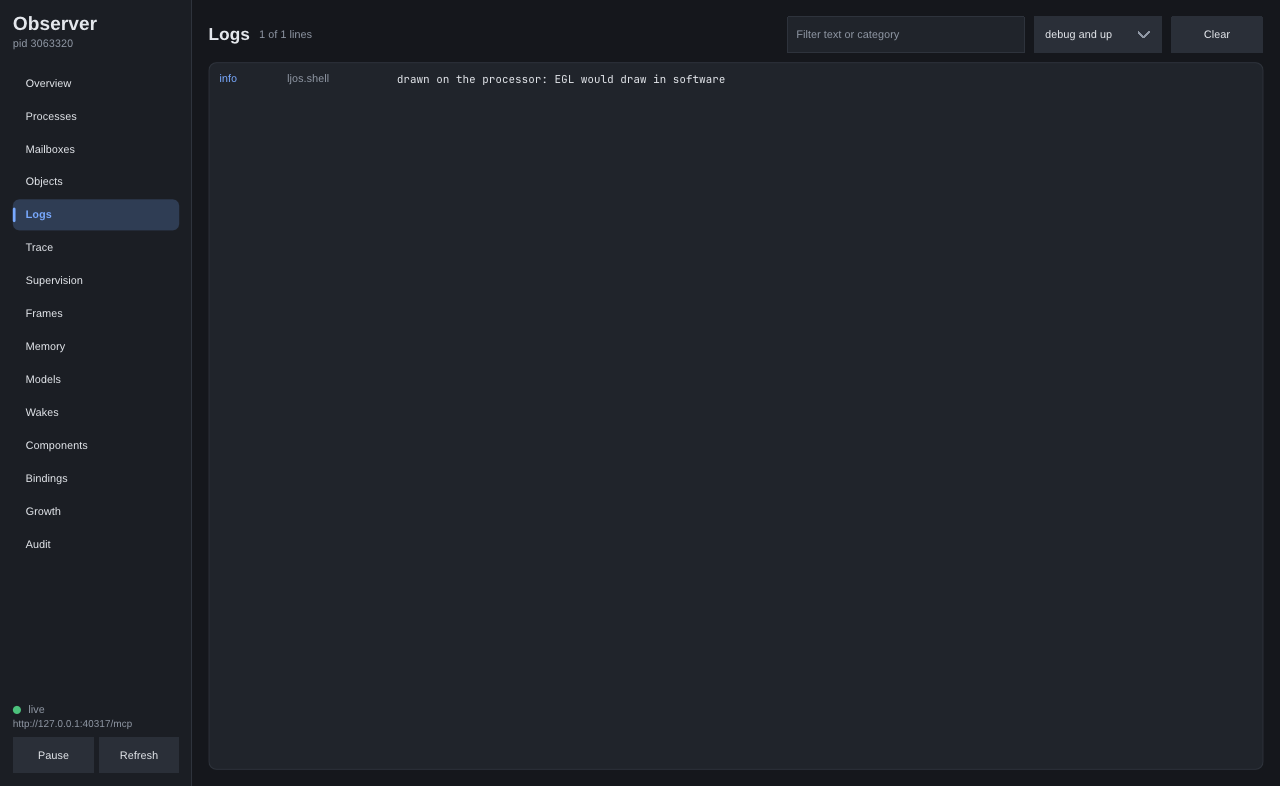 Observer
pid 3063320
Overview
Processes
Mailboxes
Objects
Logs
Trace
Supervision
Frames
Memory
Models
Wakes
Components
Bindings
Growth
Audit
live
http://127.0.0.1:40317/mcp
Pause Refresh
Logs 1 of 1 lines Filter text or category debug and up Clear
info ljos.shell drawn on the processor: EGL would draw in software